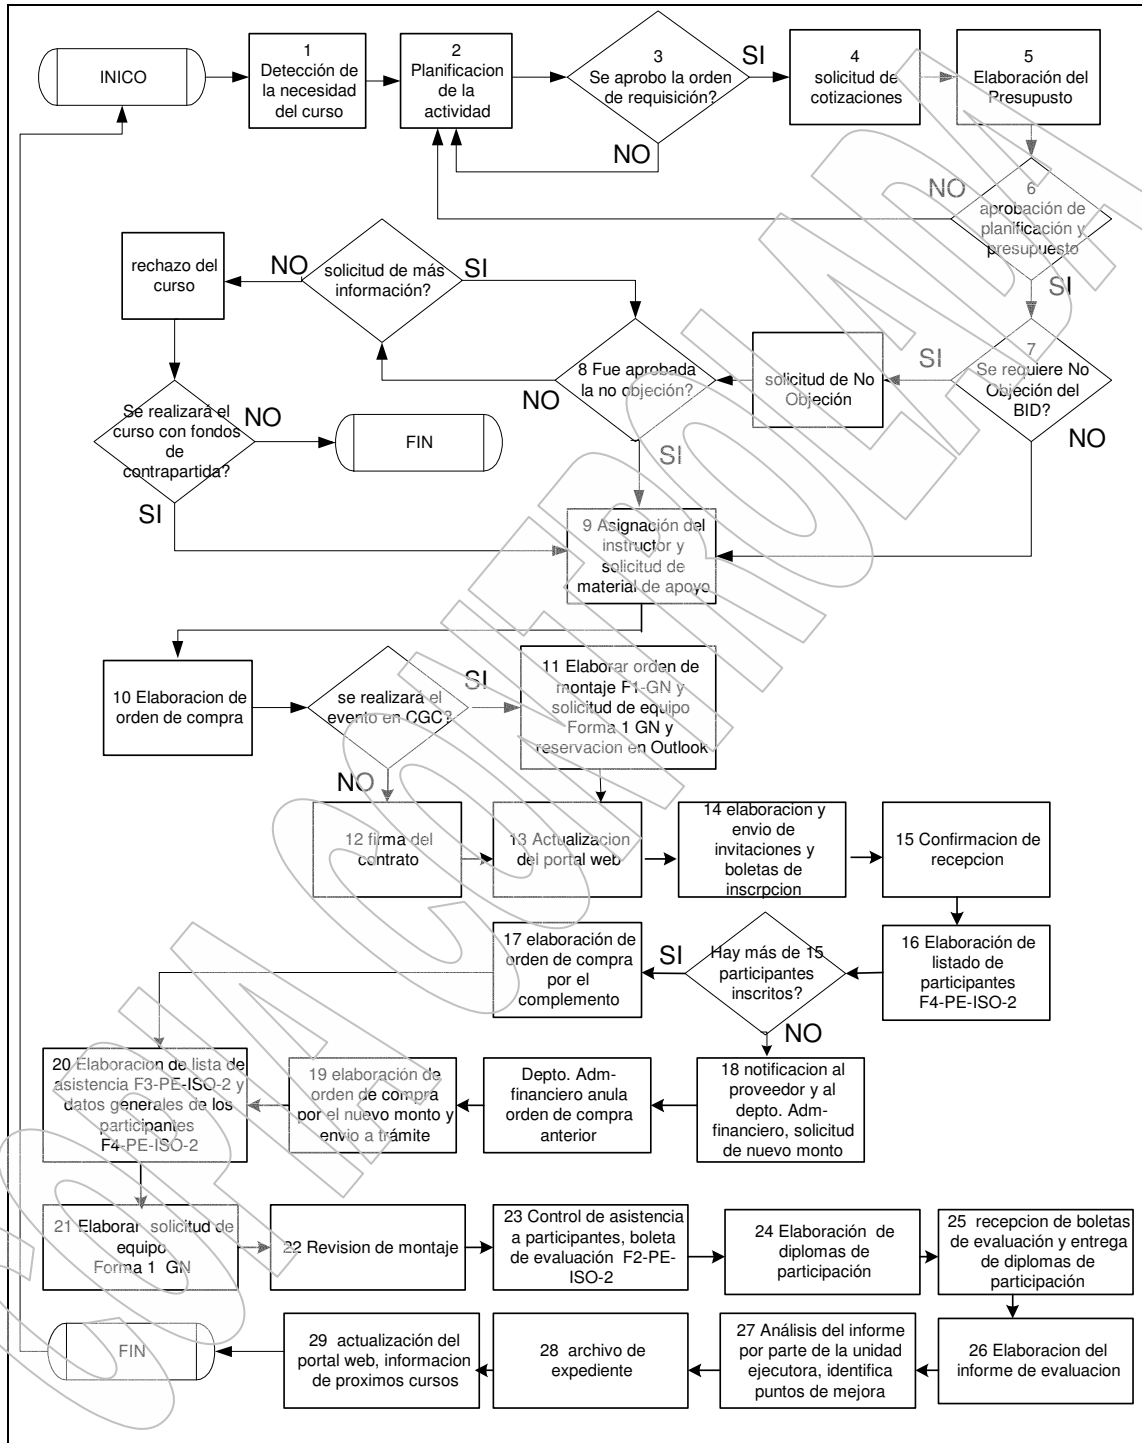 INICO
1
Detección de
la necesidad
del curso
2
Planificacion
de la
actividad
3
Se aprobo la orden
de requisición?
SI
NO
4
solicitud de
cotizaciones
5
Elaboración del
Presupusto
6
aprobación de
planificación y
presupuesto
NO
SI
rechazo del
curso
NO
solicitud de más
información?
SI
8 Fue aprobada
la no objeción?
NO
SI
solicitud de No
Objeción
SI
7
Se requiere No
Objeción del
BID?
NO
Se realizará el
curso con fondos
de
contrapartida?
NO
SI
FIN
9 Asignación del
instructor y
solicitud de
material de apoyo
10 Elaboracion de
orden de compra
se realizará el
evento en CGC?
SI
NO
11 Elaborar orden de
montaje F1-GN y
solicitud de equipo
Forma 1 GN y
reservacion en Outlook
12 firma del
contrato
13 Actualizacion
del portal web
14 elaboracion y
envio de
invitaciones y
boletas de
inscrpcion
15 Confirmacion de
recepcion
17 elaboración de
orden de compra
por el
complemento
SI
Hay más de 15
participantes
inscritos?
NO
16 Elaboración de
listado de
participantes
F4-PE-ISO-2
20 Elaboracion de lista de
asistencia F3-PE-ISO-2 y
datos generales de los
participantes
F4-PE-ISO-2
19 elaboración de
orden de compra
por el nuevo monto y
envio a trámite
Depto. Adm-
financiero anula
orden de compra
anterior
18 notificacion al
proveedor y al
depto. Adm-
financiero, solicitud
de nuevo monto
21 Elaborar solicitud de
equipo
Forma 1 GN
22 Revision de montaje
23 Control de asistencia
a participantes, boleta
de evaluación F2-PE-
ISO-2
24 Elaboración de
diplomas de
participación
25 recepcion de boletas
de evaluación y entrega
de diplomas de
participación
FIN
29 actualización del
portal web, informacion
de proximos cursos
28 archivo de
expediente
27 Análisis del informe
por parte de la unidad
ejecutora, identifica
puntos de mejora
26 Elaboracion del
informe de evaluacion
COPIA CONTROLADA